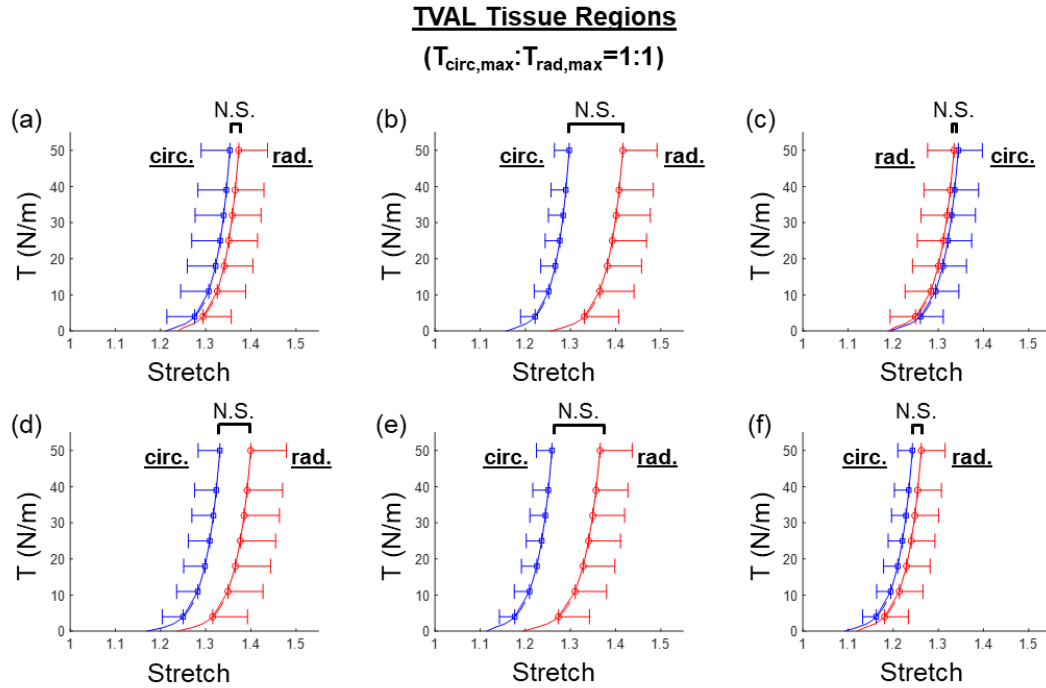 TVAL Tissue Regions
(Tcirc,max:Trad,max=1:1)
(a)
N.S.
circ.
rad.
50
40
30
20
10
0
T (N/m)
1
1.1
1.2
1.3
1.4
1.5
Stretch
(b)
N.S.
circ.
rad.
50
40
30
20
10
0
T (N/m)
1
1.1
1.2
1.3
1.4
1.5
Stretch
(c)
N.S.
rad.
circ.
50
40
30
20
10
0
T (N/m)
1
1.1
1.2
1.3
1.4
1.5
Stretch
(d)
N.S.
circ.
rad.
50
40
30
20
10
0
T (N/m)
1
1.1
1.2
1.3
1.4
1.5
Stretch
(e)
N.S.
circ.
rad.
50
40
30
20
10
0
T (N/m)
1
1.1
1.2
1.3
1.4
1.5
Stretch
(f)
N.S.
circ.
rad.
50
40
30
20
10
0
T (N/m)
1
1.1
1.2
1.3
1.4
1.5
Stretch